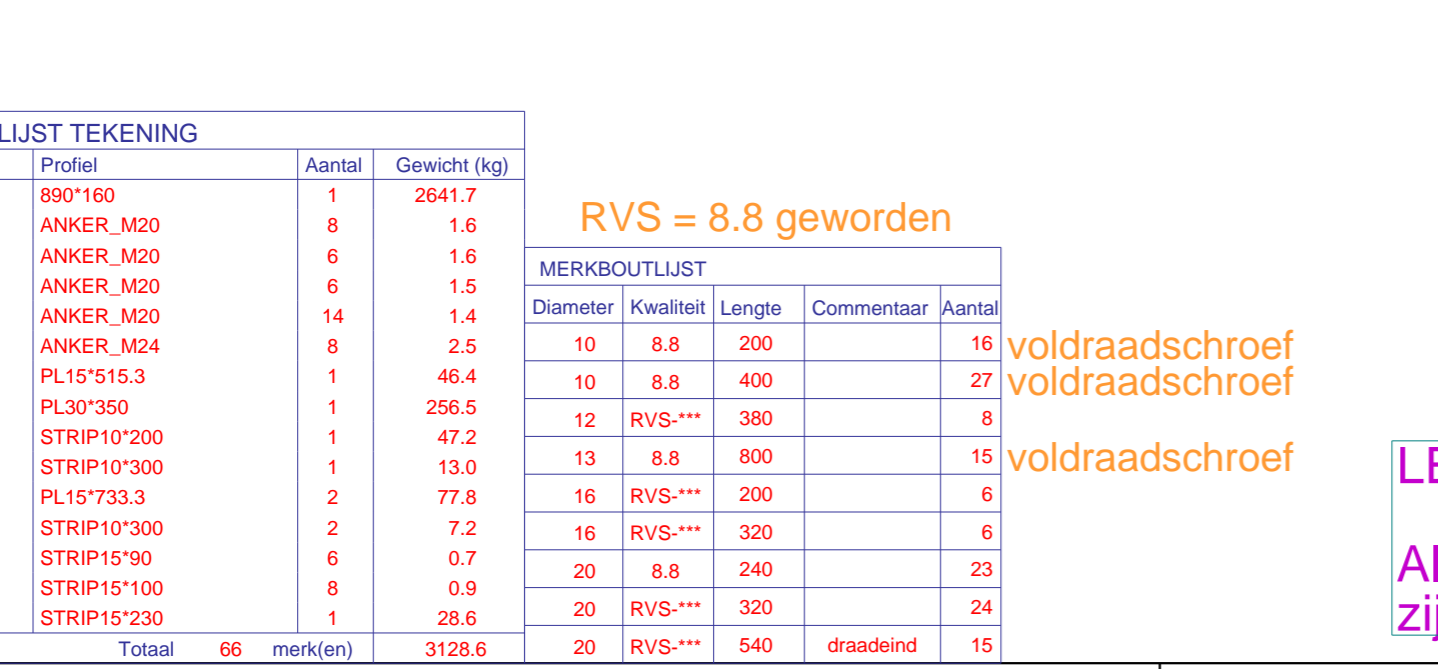 LIJST TEKENING
Profiel Aantal Gewicht (kg)
890*160 1 2641.7
ANKER_M20 8 1.6
ANKER_M20 6 1.6
ANKER_M20 6 1.5
ANKER_M20 14 1.4
ANKER_M24 8 2.5
PL15*515.3 1 46.4
PL30*350 1 256.5
STRIP10*200 1 47.2
STRIP10*300 1 13.0
PL15*733.3 2 77.8
STRIP10*300 2 7.2
STRIP15*90 6 0.7
STRIP15*100 8 0.9
STRIP15*230 1 28.6
Totaal 66 merk(en) 3128.6
RVS = 8.8 geworden
MERKBOUTLIJST
Diameter Kwaliteit Lengte Commentaar Aantal
10 8.8 200 16 voldraadschroef
10 8.8 400 27 voldraadschroef
12 RVS-*** 380 8
13 8.8 800 15 voldraadschroef
16 RVS-*** 200 6
16 RVS-*** 320 6
20 8.8 240 23
20 RVS-*** 320 24
20 RVS-*** 540 draadeind 15